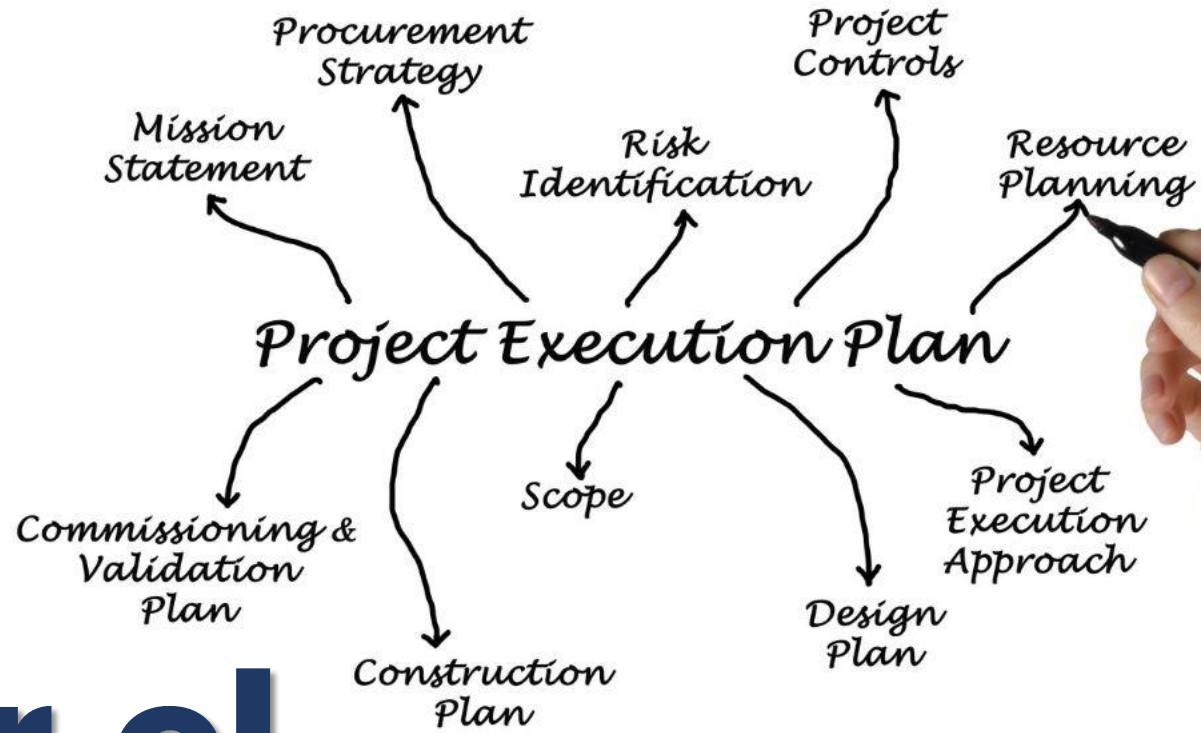 Procurement
Strategy
Project
Controls
Mission
Statement
Risk
Identification
Resource
Planning
Project Execution Plan
Commissioning &
Validation
Plan
Scope
Project
Execution
Approach
Design
Plan
Construction
Plan